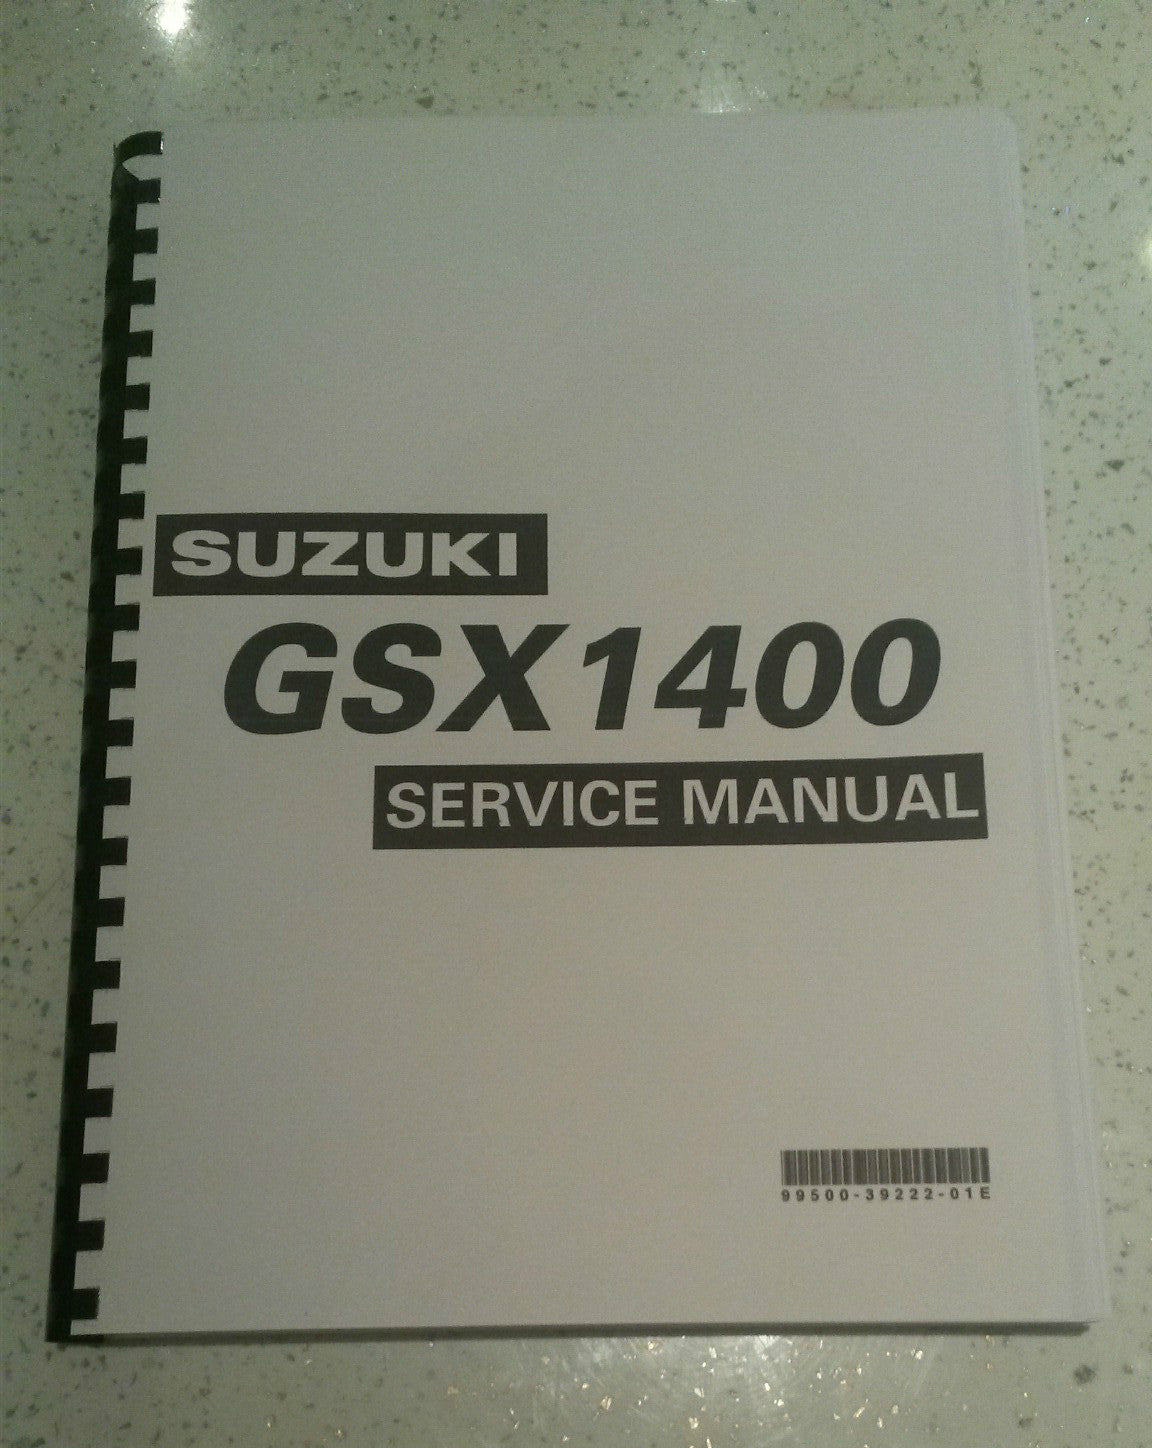 SUZUKI
GSX1400
SERVICE MANUAL
99500-39222-01E